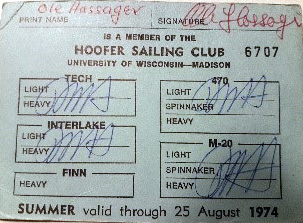 Ole Hassager
PRINT NAME SIGNATURE
IS A MEMBER OF THE
HOOFER SAILING CLUB 6707
UNIVERSITY OF WISCONSIN—MADISON
TECH
LIGHT
HEAVY
INTERLAKE
LIGHT
HEAVY
FINN
HEAVY
470
LIGHT
SPINNAKER
HEAVY
M-20
LIGHT
SPINNAKER
HEAVY
SUMMER valid through 25 August 1974